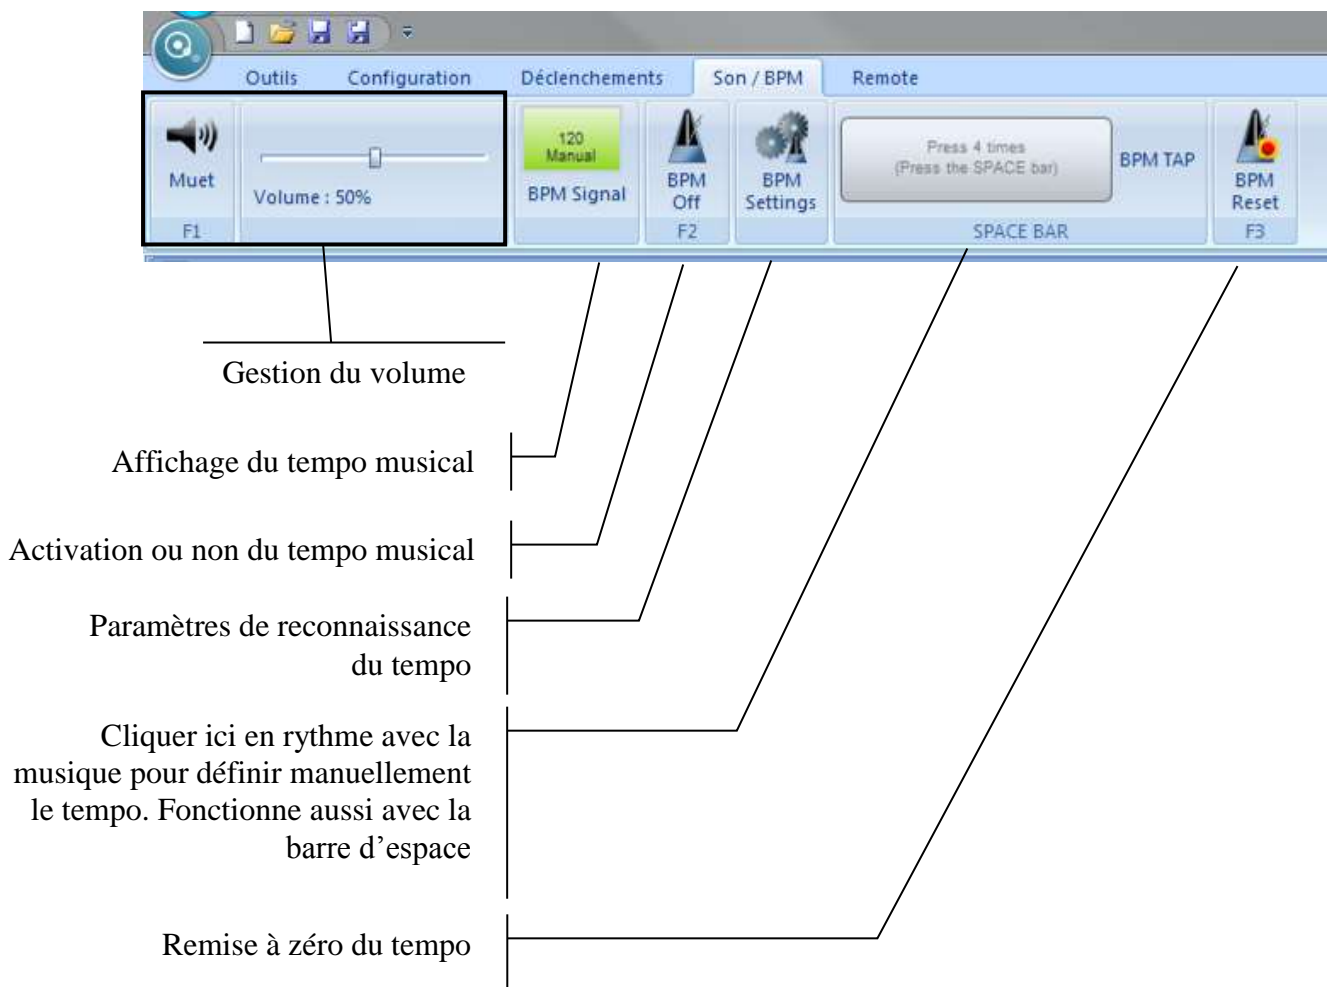 Outils Configuration Déclenchements Son / BPM Remote
Muet
Volume : 50%
F1
120
Manual
BPM Signal
BPM
Off
F2
BPM
Settings
Press 4 times
(Press the SPACE bar)
BPM TAP
SPACE BAR
BPM
Reset
F3
Gestion du volume
Affichage du tempo musical
Activation ou non du tempo musical
Paramètres de reconnaissance
du tempo
Cliquer ici en rythme avec la
musique pour définir manuellement
le tempo. Fonctionne aussi avec la
barre d’espace
Remise à zéro du tempo